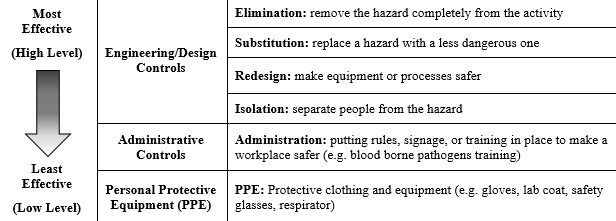 Most
Effective
(High Level)
Least
Effective
(Low Level)
Engineering/Design
Controls
Elimination: remove the hazard completely from the activity
Substitution: replace a hazard with a less dangerous one
Redesign: make equipment or processes safer
Isolation: separate people from the hazard
Administrative
Controls
Administration: putting rules, signage, or training in place to make a
workplace safer (e.g. blood borne pathogens training)
Personal Protective
Equipment (PPE)
PPE: Protective clothing and equipment (e.g. gloves, lab coat, safety
glasses, respirator)